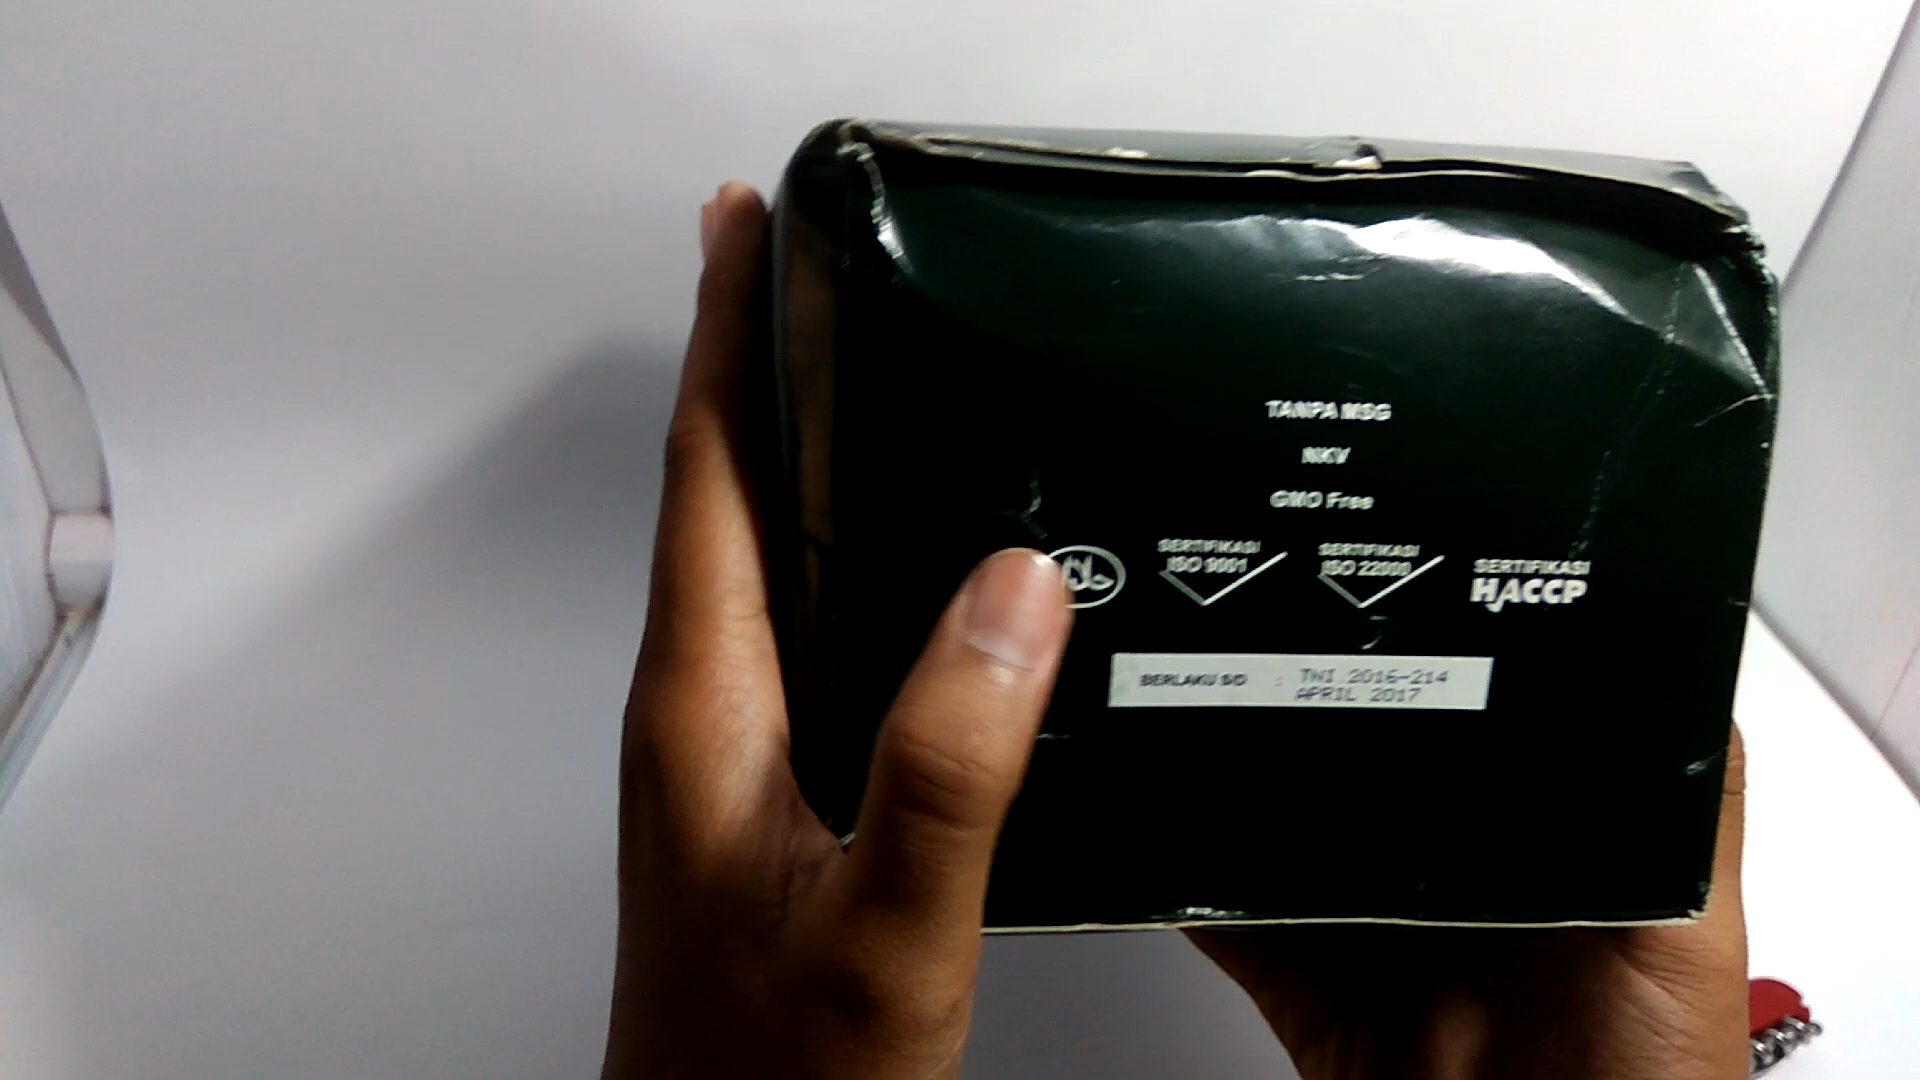 TANPA MSG
NKV
GMO Free
حلال
SERTIFIKASI
ISO 9001
SERTIFIKASI
ISO 22000
SERTIFIKASI
HACCP
BERLAKU S/D : TNI 2016-214
APRIL 2017